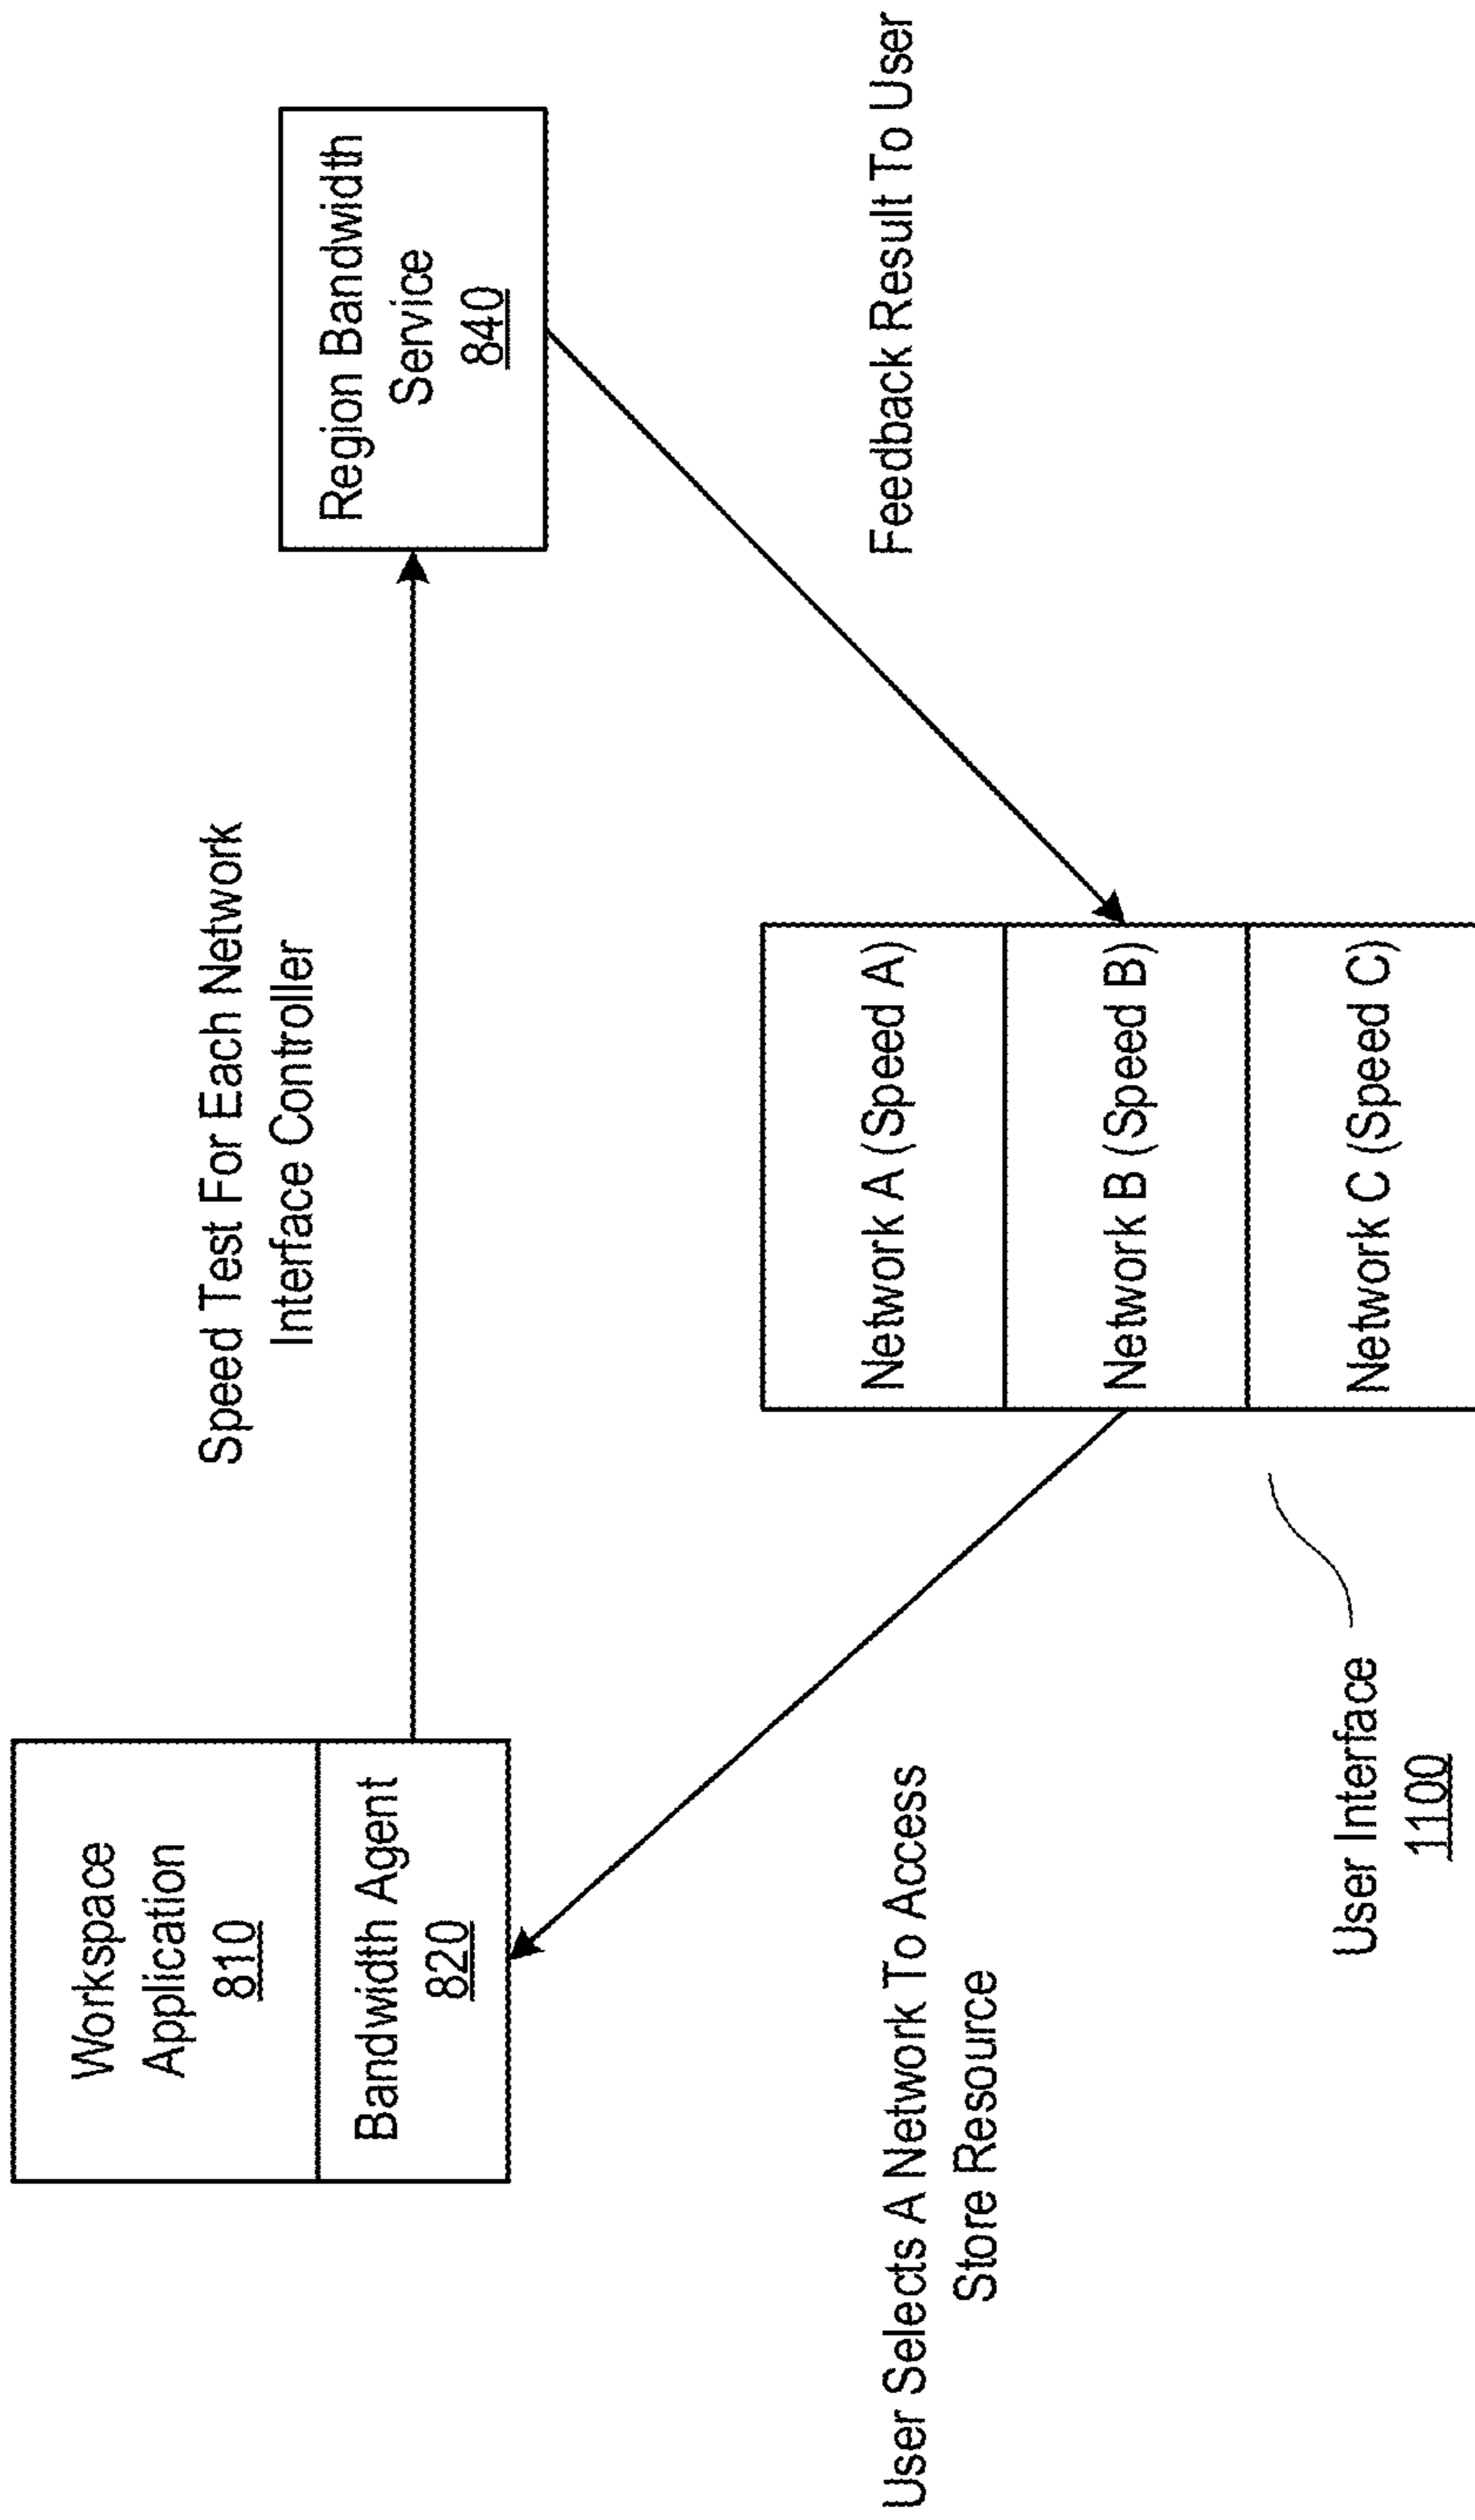 Workspace
Application
810
Bandwidth Agent
820
Speed Test For Each Network
Interface Controller
Region Bandwidth
Service
840
Feedback Result To User
Network A (Speed A)
Network B (Speed B)
Network C (Speed C)
User Selects A Network To Access
Store Resource
User Interface
1100